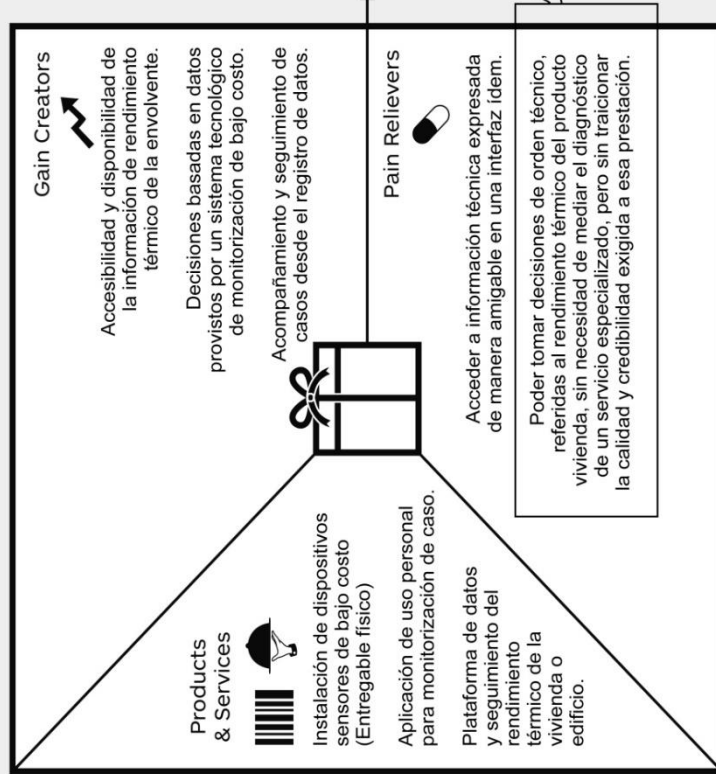 Gain Creators
Accesibilidad y disponibilidad de
la información de rendimiento
térmico de la envolvente.
Decisiones basadas en datos
provistos por un sistema tecnológico
de monitorización de bajo costo.
Acompañamiento y seguimiento de
casos desde el registro de datos.
Products
& Services
Instalación de dispositivos
sensores de bajo costo
(Entregable físico)
Aplicación de uso personal
para monitorización de caso.
Plataforma de datos
y seguimiento del
rendimiento
térmico de la
vivienda o
edificio.
Pain Relievers
Acceder a información técnica expresada
de manera amigable en una interfaz ídem.
Poder tomar decisiones de orden técnico,
referidas al rendimiento térmico del producto
vivienda, sin necesidad de mediar el diagnóstico
de un servicio especializado, pero sin traicionar
la calidad y credibilidad exigida a esa prestación.